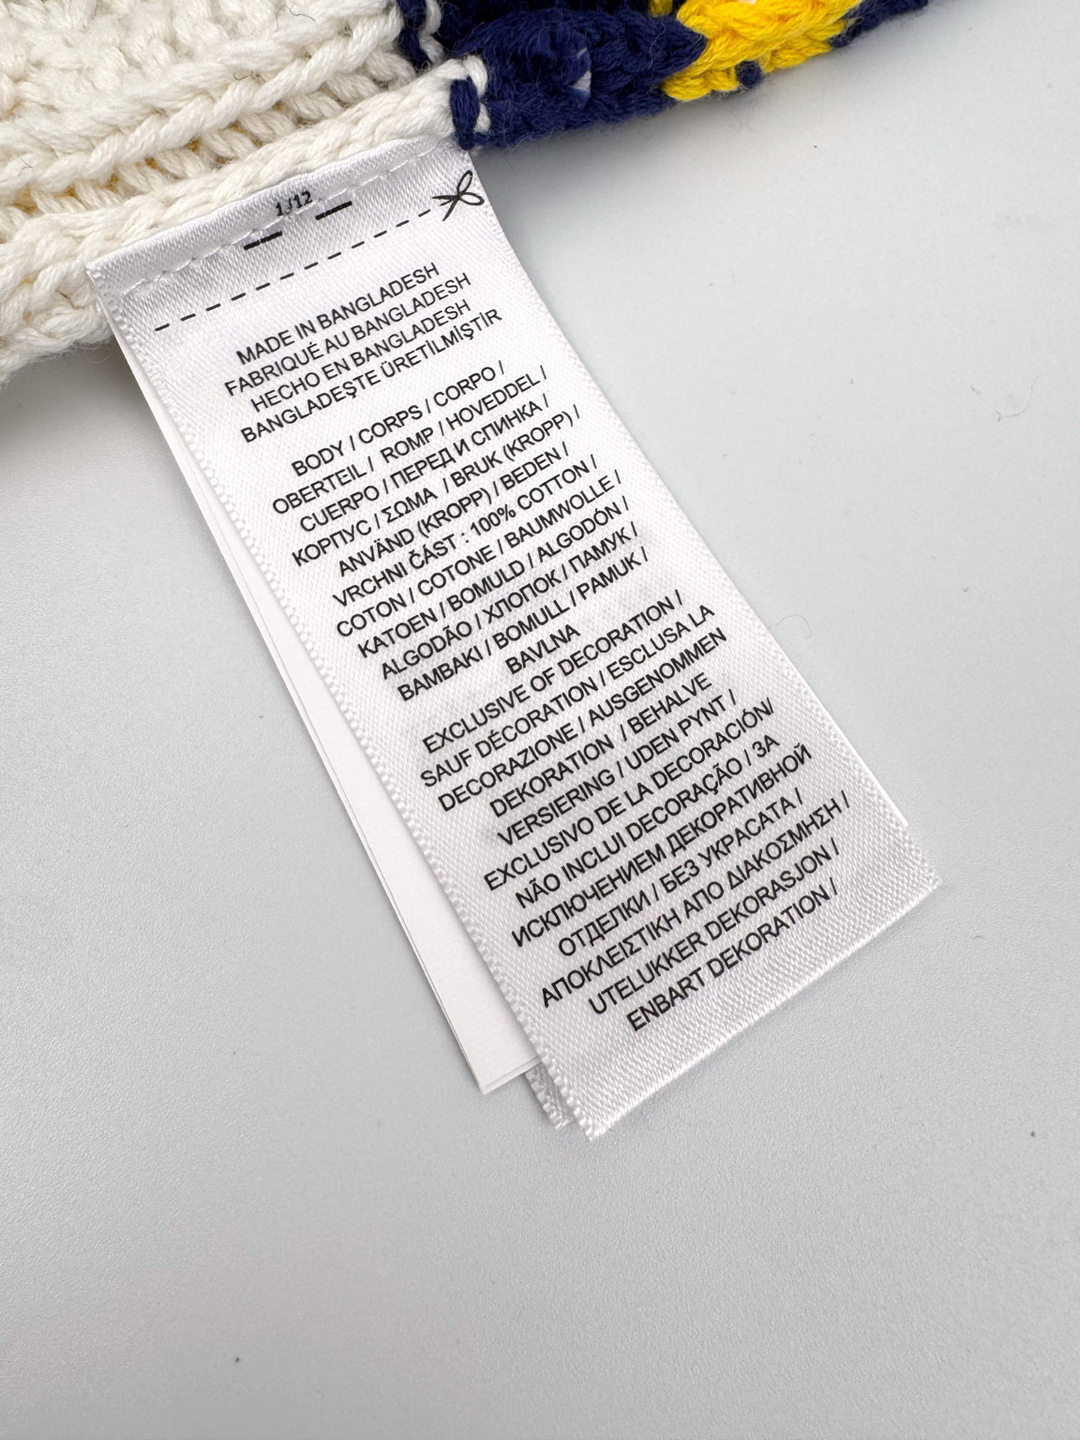 1/12
MADE IN BANGLADESH
FABRIQUÉ AU BANGLADESH
HECHO EN BANGLADESH
BANGLADEŞTE ÜRETİLMİŞTİR
BODY / CORPS / CORPO /
OBERTEIL / ROMP / HOVEDDEL /
CUERPO / ПЕРЕД И СПИНКА /
КОРПУС / ΣΩΜΑ / BRUK (KROPP) /
ANVÄND (KROPP) / BEDEN /
VRCHNI ČÁST : 100% COTTON /
COTON / COTONE / BAUMWOLLE /
KATOEN / BOMULD / ALGODÓN /
ALGODÃO / ХЛОПОК / ПАМУК /
BAMBAKI / BOMULL / PAMUK /
BAVLNA
EXCLUSIVE OF DECORATION /
SAUF DÉCORATION / ESCLUSA LA
DECORAZIONE / AUSGENOMMEN
DEKORATION / BEHALVE
VERSIERING / UDEN PYNT /
EXCLUSIVO DE LA DECORACIÓN/
NÃO INCLUI DECORAÇÃO / ЗА
ИСКЛЮЧЕНИЕМ ДЕКОРАТИВНОЙ
ОТДЕЛКИ / БЕЗ УКРАСАТА /
ΑΠΟΚΛΕΙΣΤΙΚΗ ΑΠΟ ΔΙΑΚΟΣΜΗΣΗ /
UTELUKKER DEKORASJON /
ENBART DEKORATION /